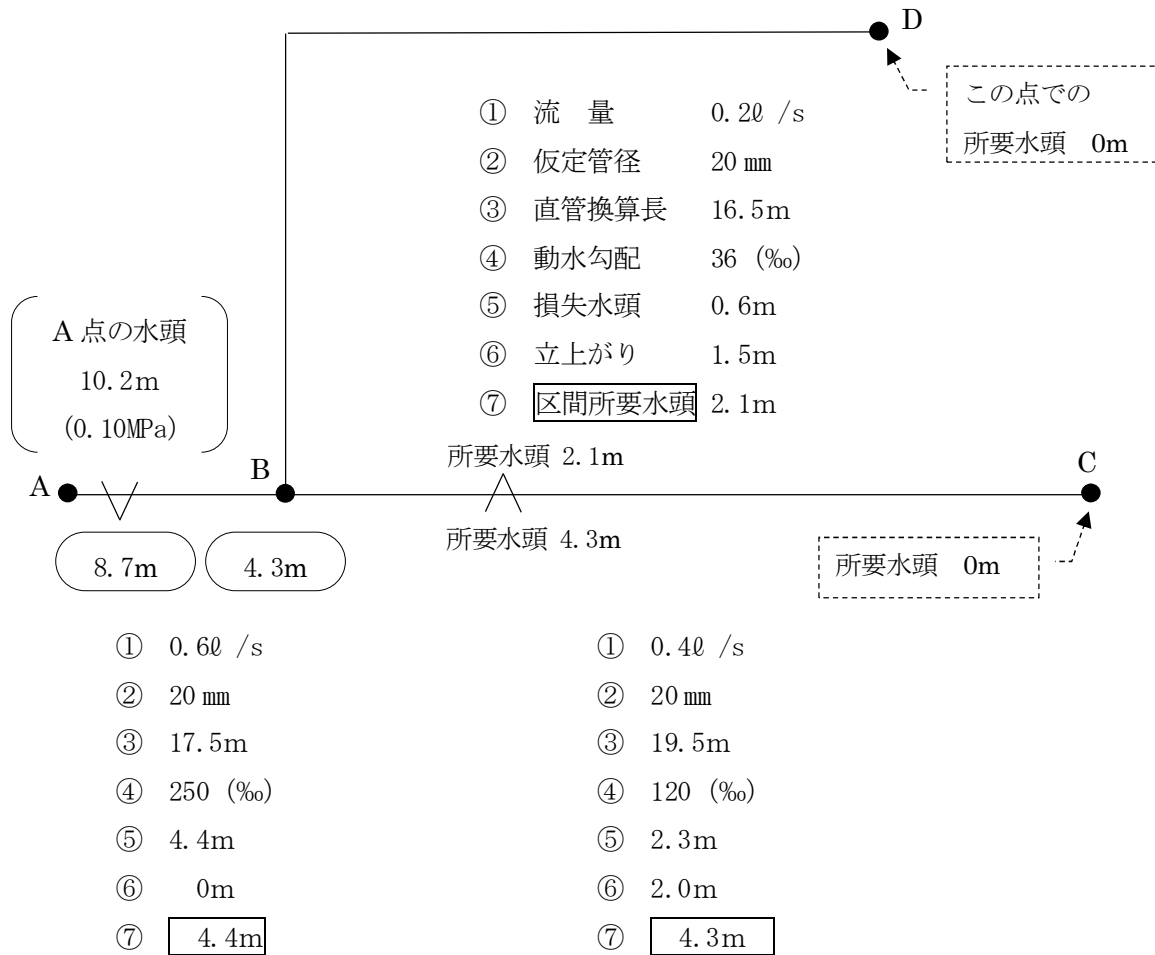 D
この点での
所要水頭 0m
① 流 量 0.2ℓ /s
② 仮定管径 20 ㎜
③ 直管換算長 16.5m
④ 動水勾配 36 (‰)
⑤ 損失水頭 0.6m
⑥ 立上がり 1.5m
⑦ 区間所要水頭 2.1m
A 点の水頭
10.2m
(0.10MPa)
所要水頭 2.1m
A
B
C
所要水頭 4.3m
8.7m
4.3m
所要水頭 0m
① 0.6ℓ /s
② 20 ㎜
③ 17.5m
④ 250 (‰)
⑤ 4.4m
⑥ 0m
⑦ 4.4m
① 0.4ℓ /s
② 20 ㎜
③ 19.5m
④ 120 (‰)
⑤ 2.3m
⑥ 2.0m
⑦ 4.3m